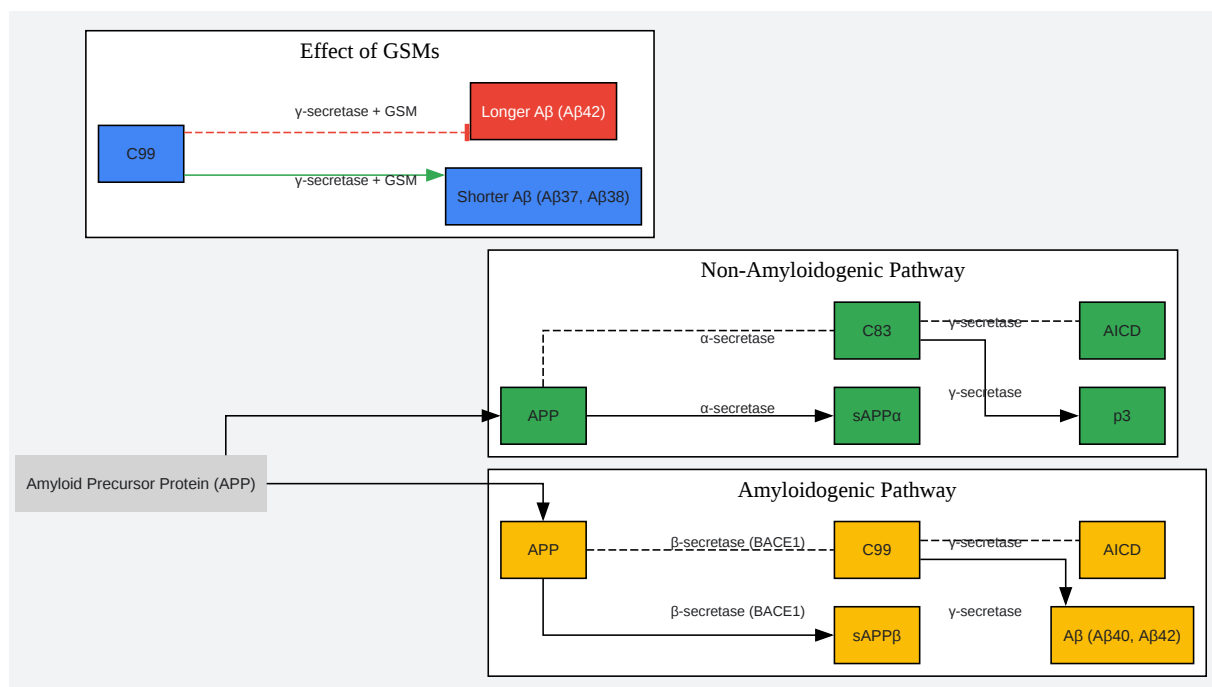 Effect of GSMs
γ-secretase + GSM
Longer Aβ (Aβ42)
C99
γ-secretase + GSM
Shorter Aβ (Aβ37, Aβ38)
Non-Amyloidogenic Pathway
α-secretase
C83
γ-secretase
AICD
APP
α-secretase
sAPPα
γ-secretase
p3
Amyloid Precursor Protein (APP)
Amyloidogenic Pathway
APP
β-secretase (BACE1)
C99
γ-secretase
AICD
β-secretase (BACE1)
sAPPβ
γ-secretase
Aβ (Aβ40, Aβ42)